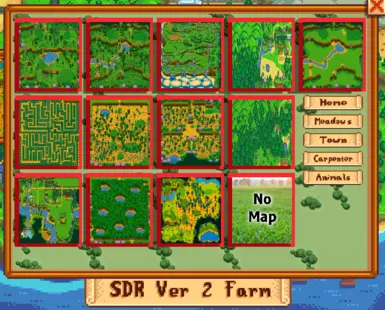 Home
Meadows
Town
Carpenter
Animals
No
Map
SDR Ver 2 Farm